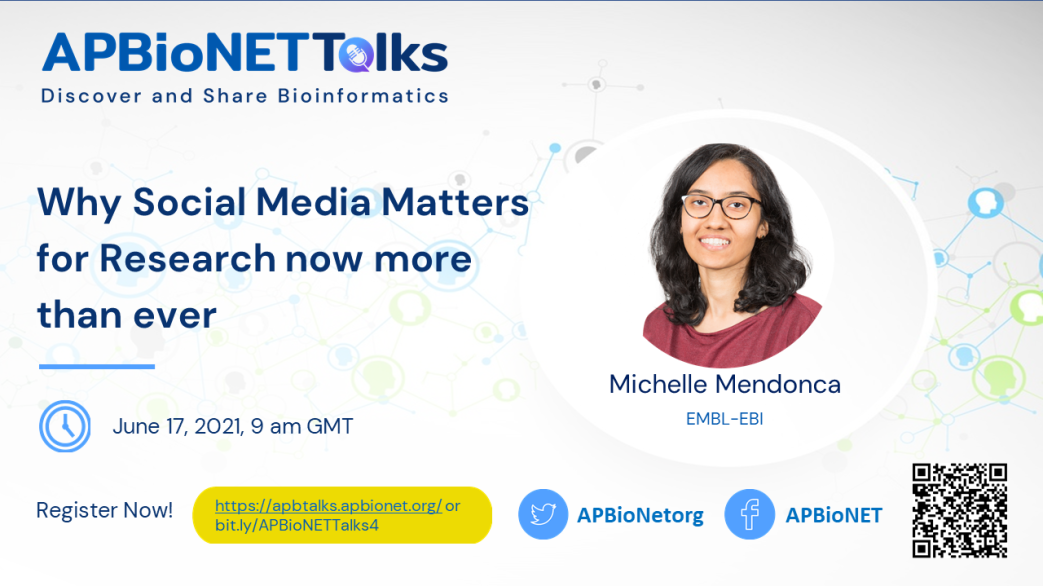 APBioNETTalks
Discover and Share Bioinformatics
Why Social Media Matters
for Research now more
than ever
Michelle Mendonca
EMBL-EBI
June 17, 2021, 9 am GMT
Register Now!
https://apbtalks.apbionet.org/ or
bit.ly/APBioNETTalks4
APBioNetorg
APBioNET